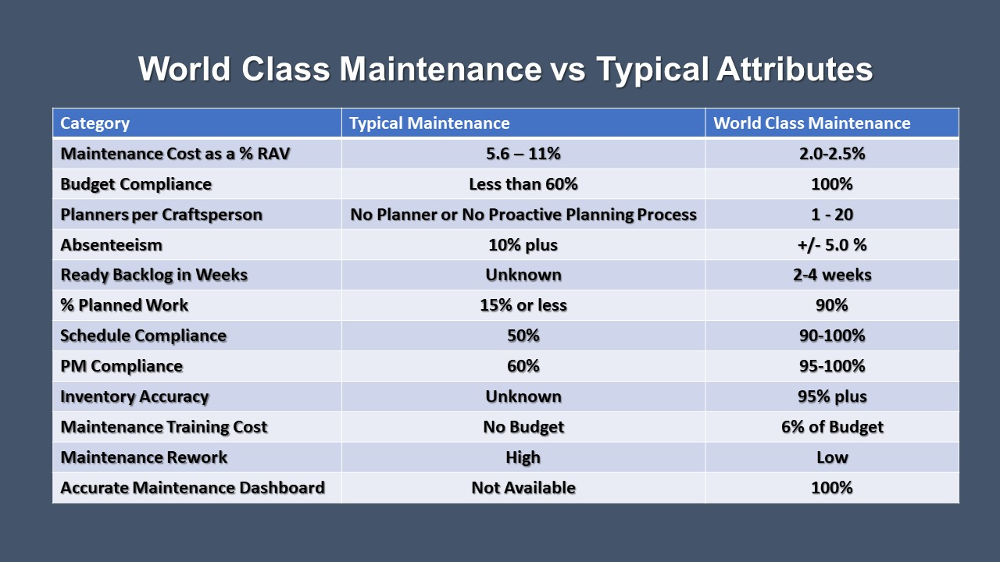 World Class Maintenance vs Typical Attributes
Category Typical Maintenance World Class Maintenance
Maintenance Cost as a % RAV 5.6 – 11% 2.0-2.5%
Budget Compliance Less than 60% 100%
Planners per Craftsperson No Planner or No Proactive Planning Process 1 - 20
Absenteeism 10% plus +/- 5.0 %
Ready Backlog in Weeks Unknown 2-4 weeks
% Planned Work 15% or less 90%
Schedule Compliance 50% 90-100%
PM Compliance 60% 95-100%
Inventory Accuracy Unknown 95% plus
Maintenance Training Cost No Budget 6% of Budget
Maintenance Rework High Low
Accurate Maintenance Dashboard Not Available 100%